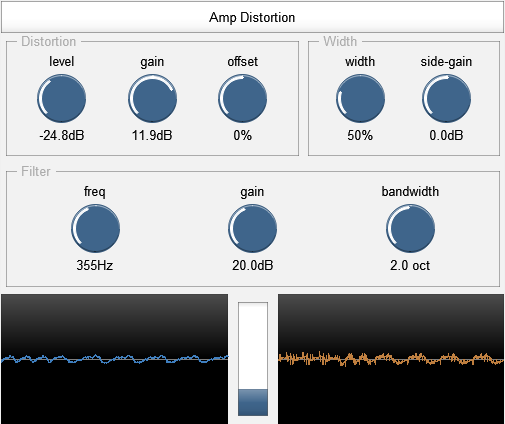 Amp Distortion
Distortion
Width
level gain offset width side-gain
-24.8dB 11.9dB 0% 50% 0.0dB
Filter
freq gain bandwidth
355Hz 20.0dB 2.0 oct